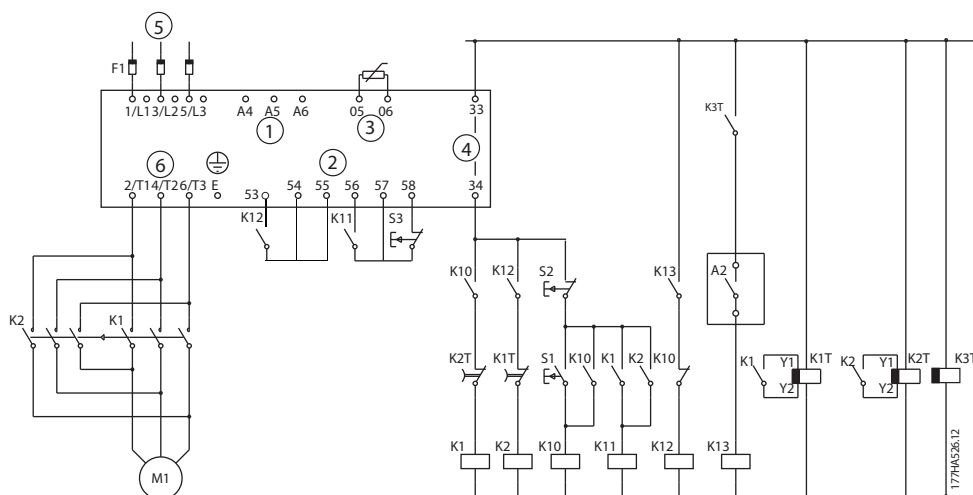 5
F1
1/L1 3/L2 5/L3 A4 A5 A6 05 06 33
1 3
K3T
6 2 4
2/T1 4/T2 6/T3 E 53 54 55 56 57 58 34
K12 K11 S3
K10 K12 S2 K13 A2
K2 K1
K2T K1T S1 K10 K1 K2 K10 K1 Y1 K1T K2 Y1 K2T K3T
Y2 Y2
K1 K2 K10 K11 K12 K13
M1
177HA526.12